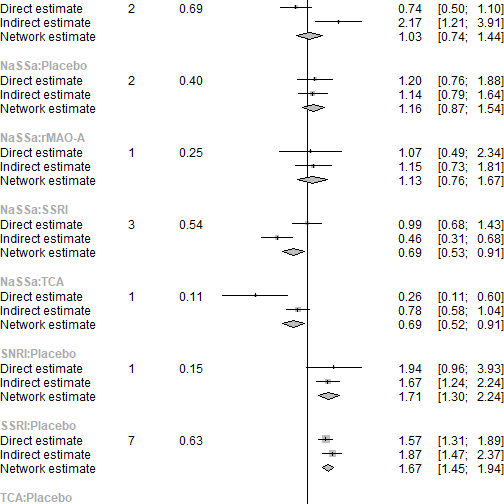 Direct estimate 2 0.69 0.74 [0.50; 1.10]
Indirect estimate 2.17 [1.21; 3.91]
Network estimate 1.03 [0.74; 1.44]
NaSSa:Placebo
Direct estimate 2 0.40 1.20 [0.76; 1.88]
Indirect estimate 1.14 [0.79; 1.64]
Network estimate 1.16 [0.87; 1.54]
NaSSa:rMAO-A
Direct estimate 1 0.25 1.07 [0.49; 2.34]
Indirect estimate 1.15 [0.73; 1.81]
Network estimate 1.13 [0.76; 1.67]
NaSSa:SSRI
Direct estimate 3 0.54 0.99 [0.68; 1.43]
Indirect estimate 0.46 [0.31; 0.68]
Network estimate 0.69 [0.53; 0.91]
NaSSa:TCA
Direct estimate 1 0.11 0.26 [0.11; 0.60]
Indirect estimate 0.78 [0.58; 1.04]
Network estimate 0.69 [0.52; 0.91]
SNRI:Placebo
Direct estimate 1 0.15 1.94 [0.96; 3.93]
Indirect estimate 1.67 [1.24; 2.24]
Network estimate 1.71 [1.30; 2.24]
SSRI:Placebo
Direct estimate 7 0.63 1.57 [1.31; 1.89]
Indirect estimate 1.87 [1.47; 2.37]
Network estimate 1.67 [1.45; 1.94]
TCA:Placebo